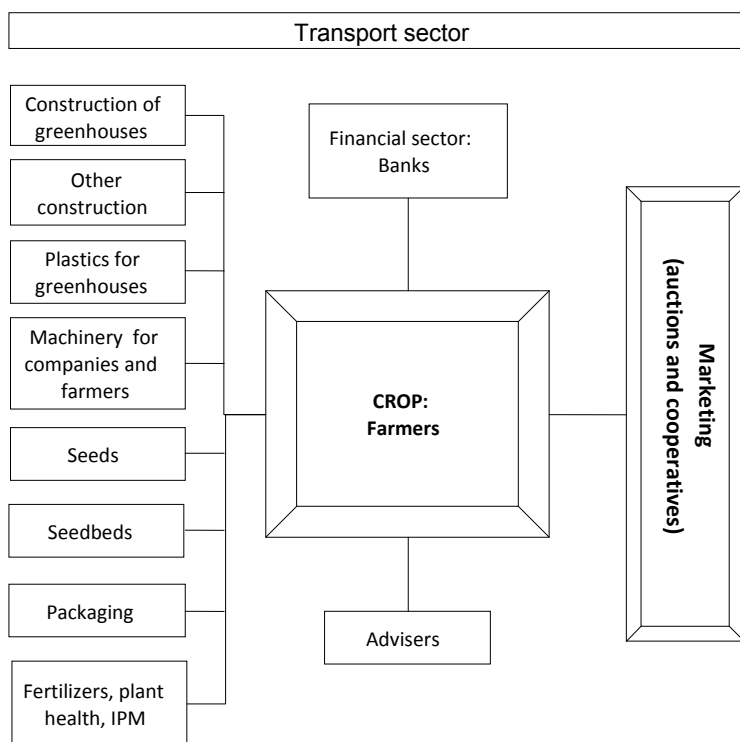 Transport sector
Construction of
greenhouses
Other
construction
Plastics for
greenhouses
Machinery for
companies and
farmers
Seeds
Seedbeds
Packaging
Fertilizers, plant
health, IPM
Financial sector:
Banks
CROP:
Farmers
Advisers
Marketing
(auctions and cooperatives)